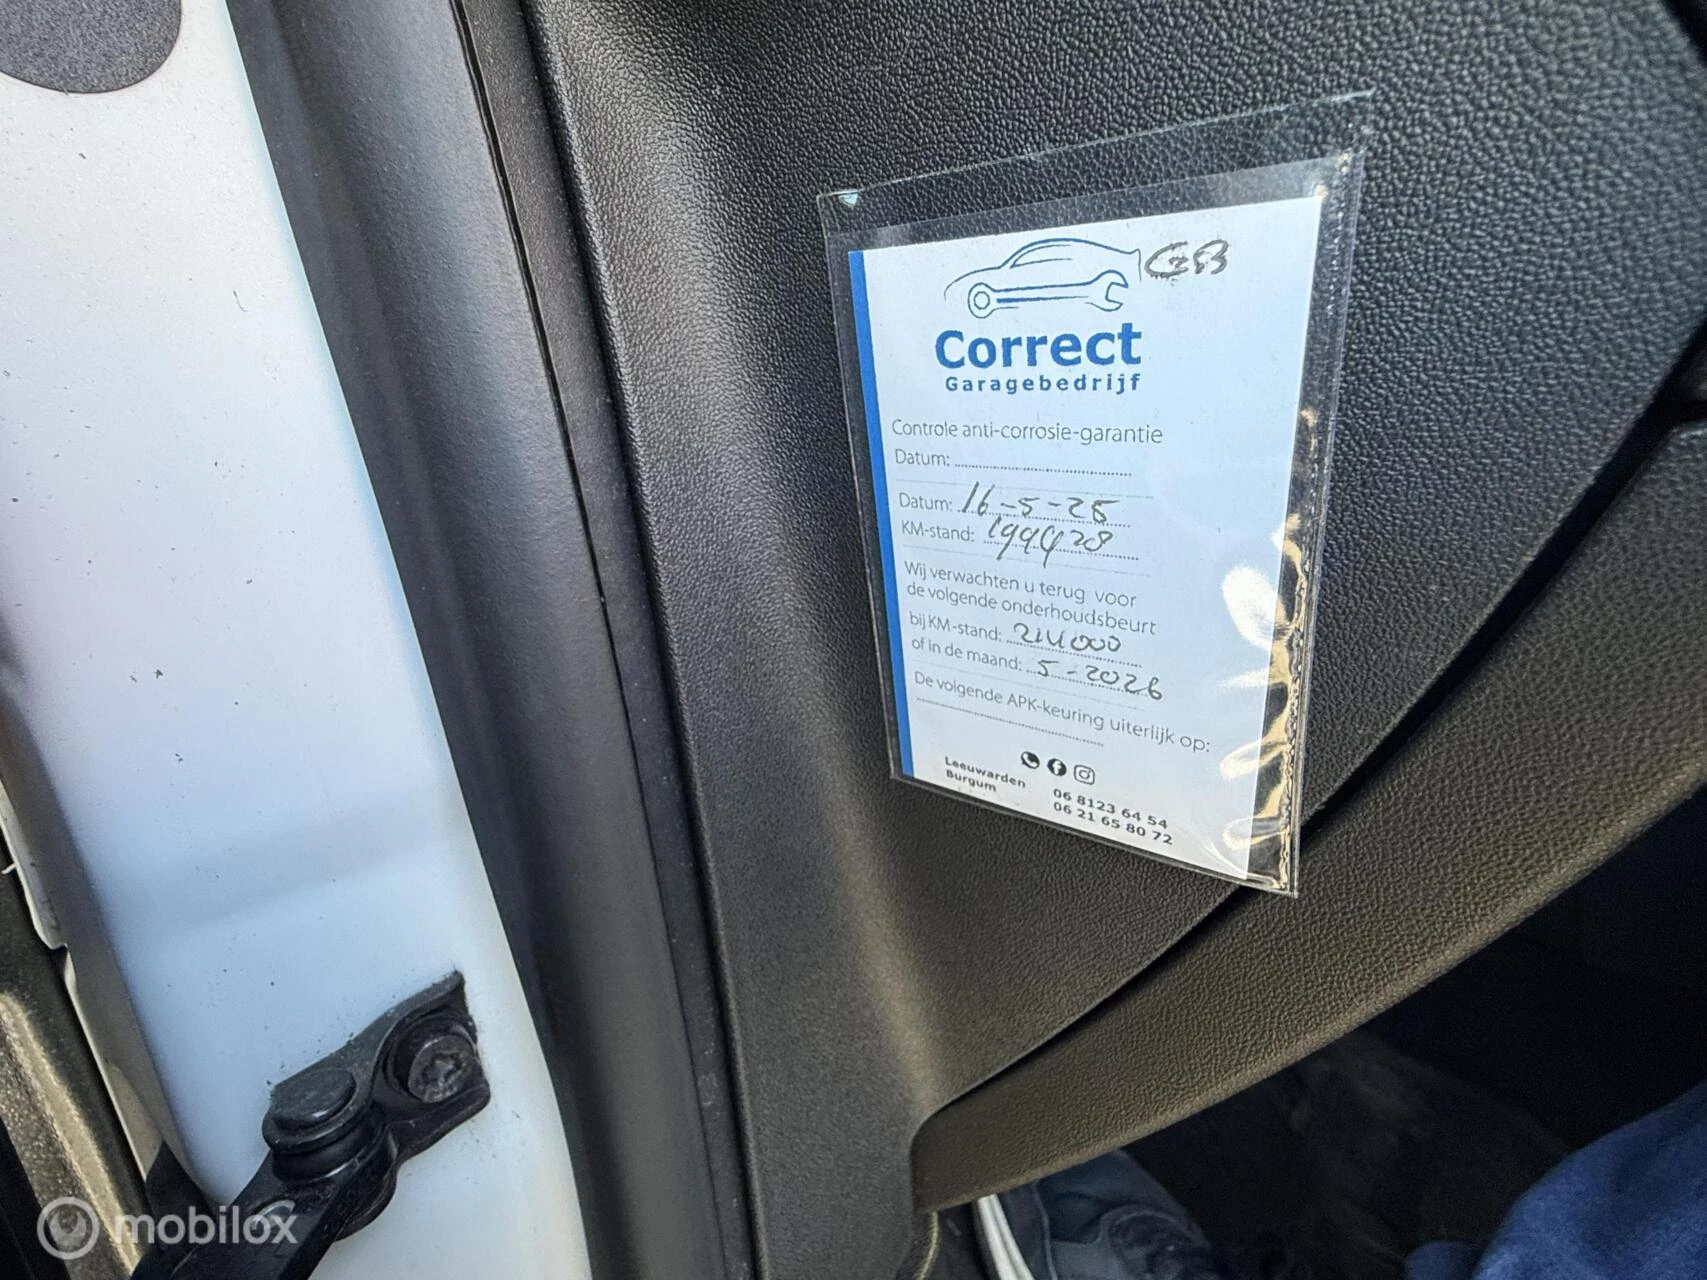 GB
Correct
Garagebedrijf
Controle anti-corrosie-garantie
Datum:
Datum: 16-5-25
KM-stand: 199928
Wij verwachten u terug voor
de volgende onderhoudsbeurt
bij KM-stand: 214000
of in de maand: 5-2026
De volgende APK-keuring uiterlijk op:
Leeuwarden 06 8123 64 54
Burgum 06 21 65 80 72
mobilox